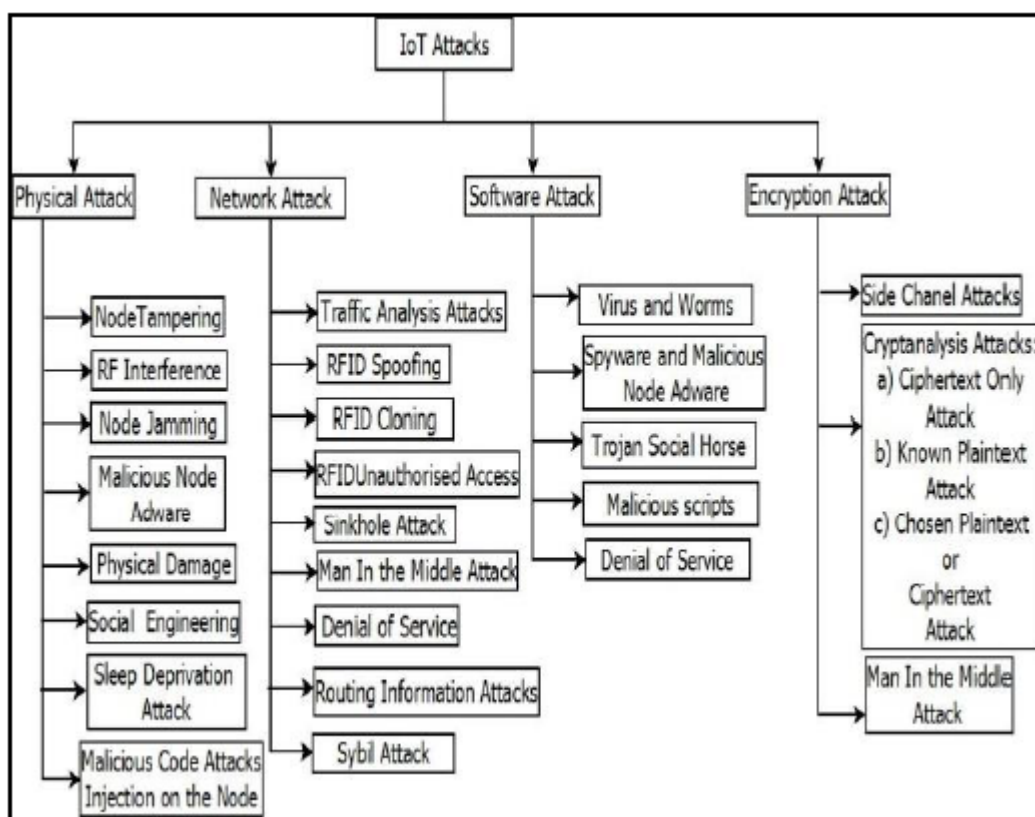 IoT Attacks
Physical Attack
Network Attack
Software Attack
Encryption Attack
NodeTampering
RF Interference
Node Jamming
Malicious Node
Adware
Physical Damage
Social Engineering
Sleep Deprivation
Attack
Malicious Code Attacks
Injection on the Node
Traffic Analysis Attacks
RFID Spoofing
RFID Cloning
RFIDUnauthorised Access
Sinkhole Attack
Man In the Middle Attack
Denial of Service
Routing Information Attacks
Sybil Attack
Virus and Worms
Spyware and Malicious
Node Adware
Trojan Social Horse
Malicious scripts
Denial of Service
Side Chanel Attacks
Cryptanalysis Attacks:
a) Ciphertext Only
Attack
b) Known Plaintext
Attack
c) Chosen Plaintext
or
Ciphertext
Attack
Man In the Middle
Attack